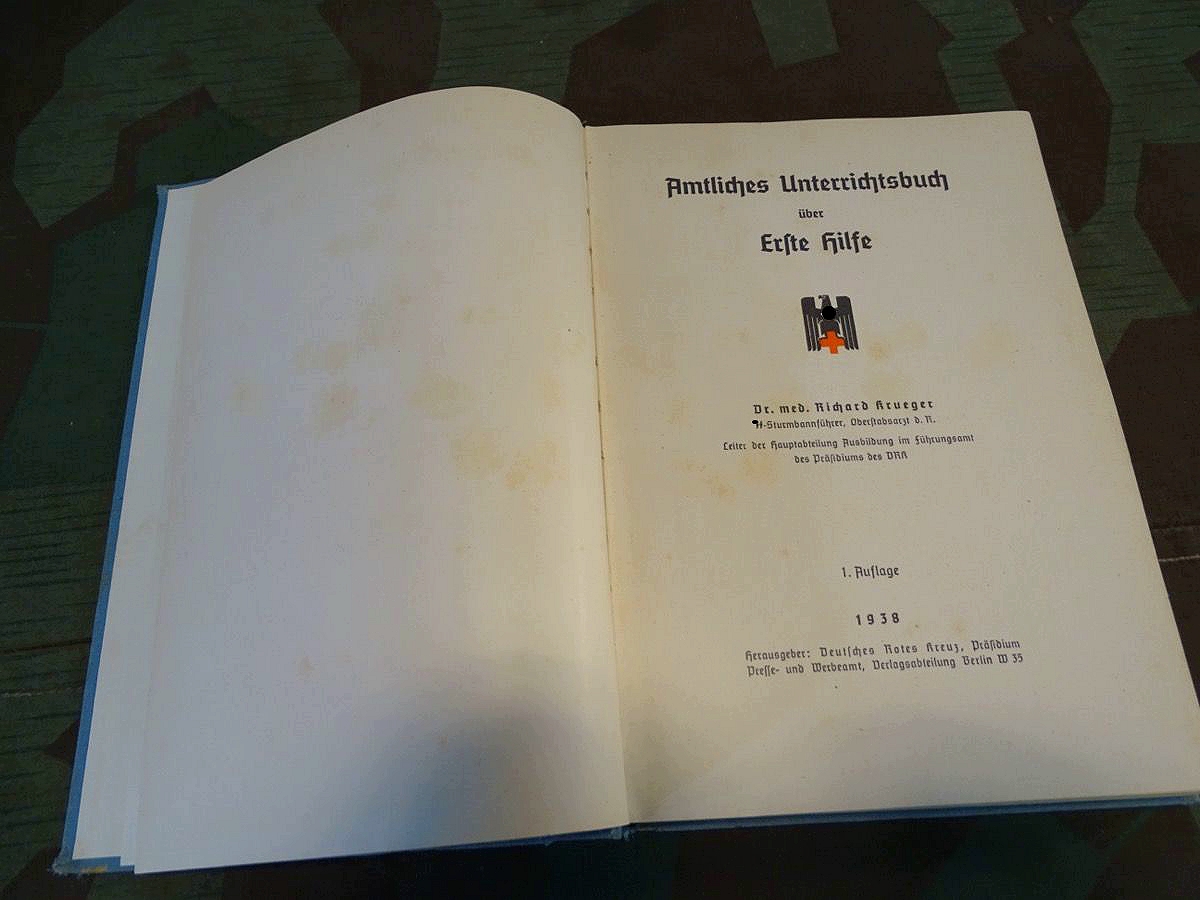 Amtliches Unterrichtsbuch
über
Erste Hilfe
Dr. med. Richard Krueger
SS-Sturmbannführer, Oberstabsarzt d. R.
Leiter der Hauptabteilung Ausbildung im Führungsamt
des Präsidiums des DRK
1. Auflage
1938
Herausgeber: Deutsches Rotes Kreuz, Präsidium
Presse- und Werbeamt, Verlagsabteilung Berlin W 35